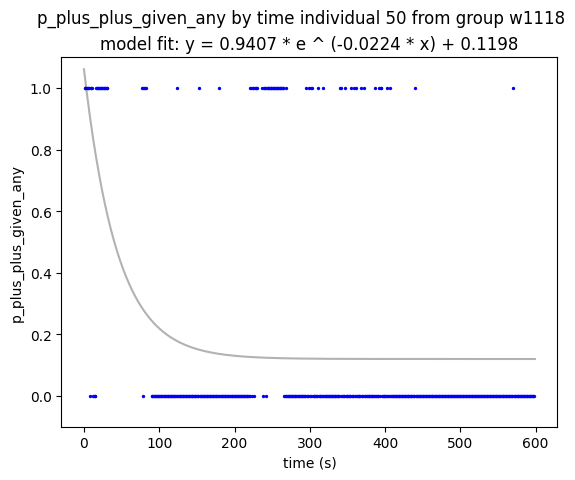 p_plus_plus_given_any by time individual 50 from group w1118
model fit: y = 0.9407 * e ^ (-0.0224 * x) + 0.1198
1.0
0.8
0.6
0.4
0.2
0.0
p_plus_plus_given_any
0 100 200 300 400 500 600
time (s)